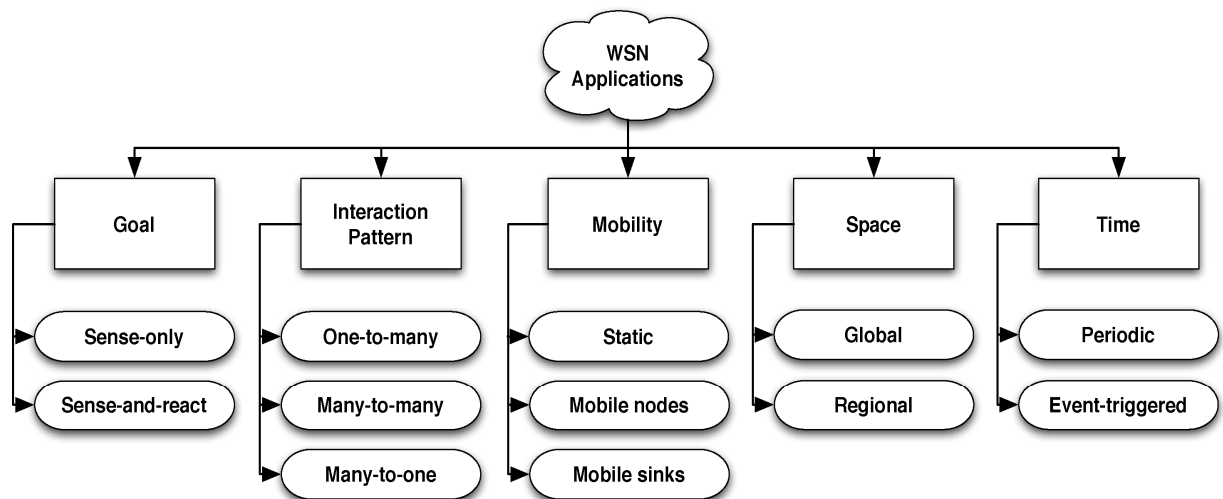 WSN
Applications
Goal
Interaction
Pattern
Mobility
Space
Time
Sense-only
One-to-many
Static
Global
Periodic
Sense-and-react
Many-to-many
Mobile nodes
Regional
Event-triggered
Many-to-one
Mobile sinks